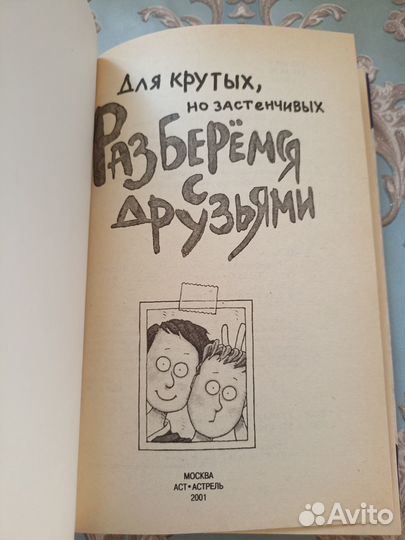 Для крутых,
но застенчивых
Разберёмся
с
друзьями
МОСКВА
АСТ • АСТРЕЛЬ
2001
Avito